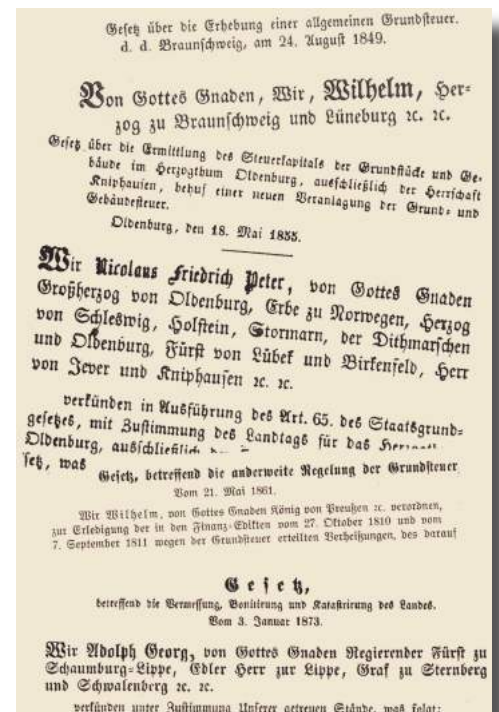 Gesetz über die Erhebung einer allgemeinen Grundsteuer.
d. d. Braunschweig, am 24. August 1849.
Von Gottes Gnaden, Wir, Wilhelm, Her-
zog zu Braunschweig und Lüneburg ꝛc. ꝛc.
Gesetz über die Ermittlung des Steuerkapitals der Grundstücke und Ge-
bäude im Herzogthum Oldenburg, ausschließlich der Herrschaft
Kniphausen, behuf einer neuen Veranlagung der Grund- und
Gebäudesteuer.
Oldenburg, den 18. Mai 1855.
Wir Nicolaus Friedrich Peter, von Gottes Gnaden
Großherzog von Oldenburg, Erbe zu Norwegen, Herzog
von Schleswig, Holstein, Stormarn, der Dithmarschen
und Oldenburg, Fürst von Lübek und Birkenfeld, Herr
von Jever und Kniphausen ꝛc. ꝛc.
verkünden in Ausführung des Art. 65. des Staatsgrund-
gesetzes, mit Zustimmung des Landtags für das
Oldenburg, ausschließlich
setz, was
Gesetz, betreffend die anderweite Regelung der Grundsteuer
Vom 21. Mai 1861.
Wir Wilhelm, von Gottes Gnaden König von Preußen ꝛc. verordnen,
zur Erledigung der in den Finanz-Edikten vom 27. Oktober 1810 und vom
7. September 1811 wegen der Grundsteuer ertheilten Verheißungen, des darauf
Gesetz,
betreffend die Vermessung, Bonitirung und Katastrirung des Landes.
Vom 3. Januar 1873.
Wir Adolph Georg, von Gottes Gnaden Regierender Fürst zu
Schaumburg-Lippe, Edler Herr zur Lippe, Graf zu Sternberg
und Schwalenberg ꝛc. ꝛc.
verkünden unter Zustimmung Unserer getreuen Stände, was folgt: